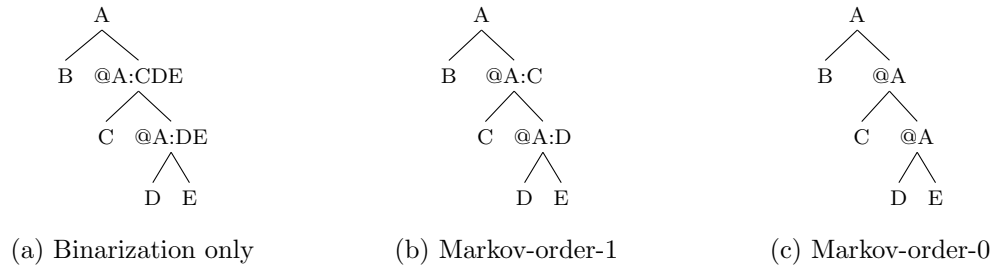 A A A
B @A:CDE B @A:C B @A
C @A:DE C @A:D C @A
D E D E D E
(a) Binarization only (b) Markov-order-1 (c) Markov-order-0